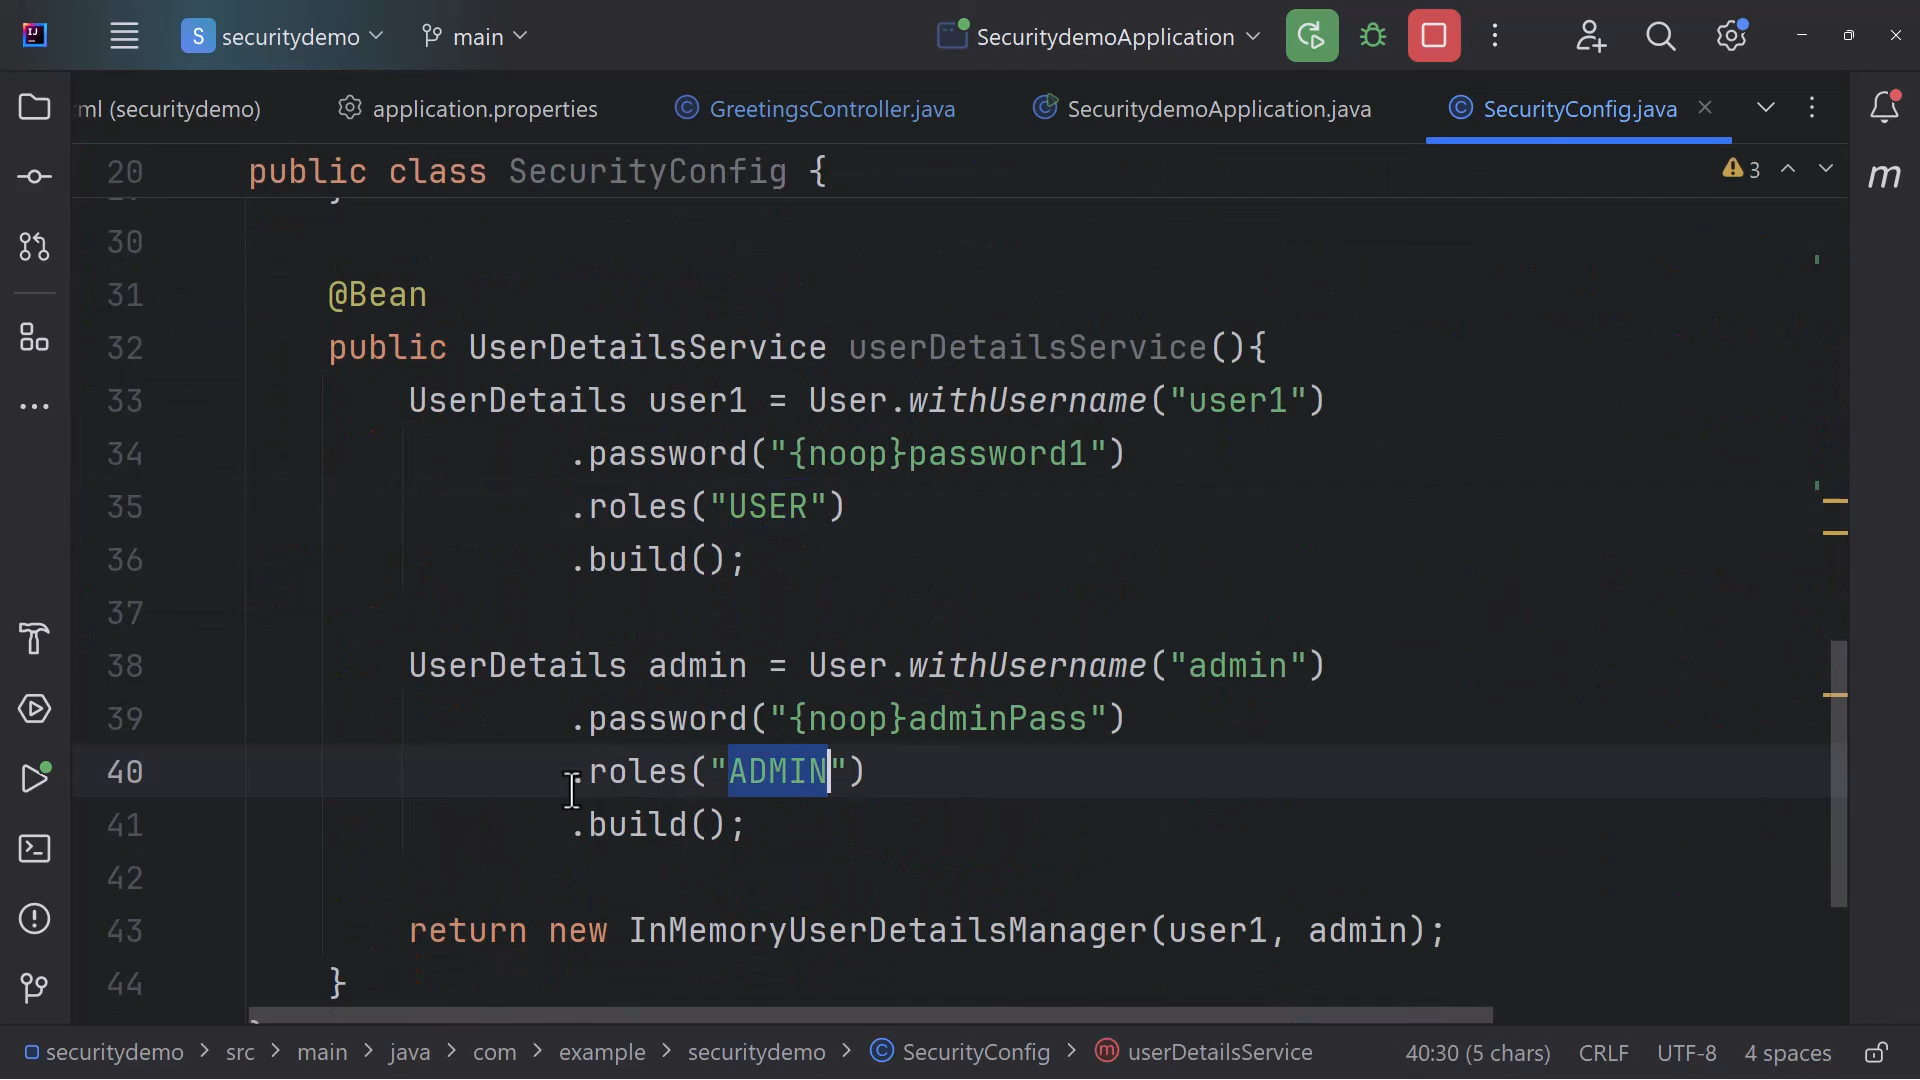 S securitydemo main SecuritydemoApplication
ml (securitydemo) application.properties GreetingsController.java SecuritydemoApplication.java SecurityConfig.java
20 public class SecurityConfig { 3
30
31 @Bean
32 public UserDetailsService userDetailsService(){
33 UserDetails user1 = User.withUsername("user1")
34 .password("{noop}password1")
35 .roles("USER")
36 .build();
37
38 UserDetails admin = User.withUsername("admin")
39 .password("{noop}adminPass")
40 .roles("ADMIN")
41 .build();
42
43 return new InMemoryUserDetailsManager(user1, admin);
44 }
securitydemo > src > main > java > com > example > securitydemo > SecurityConfig > userDetailsService 40:30 (5 chars) CRLF UTF-8 4 spaces